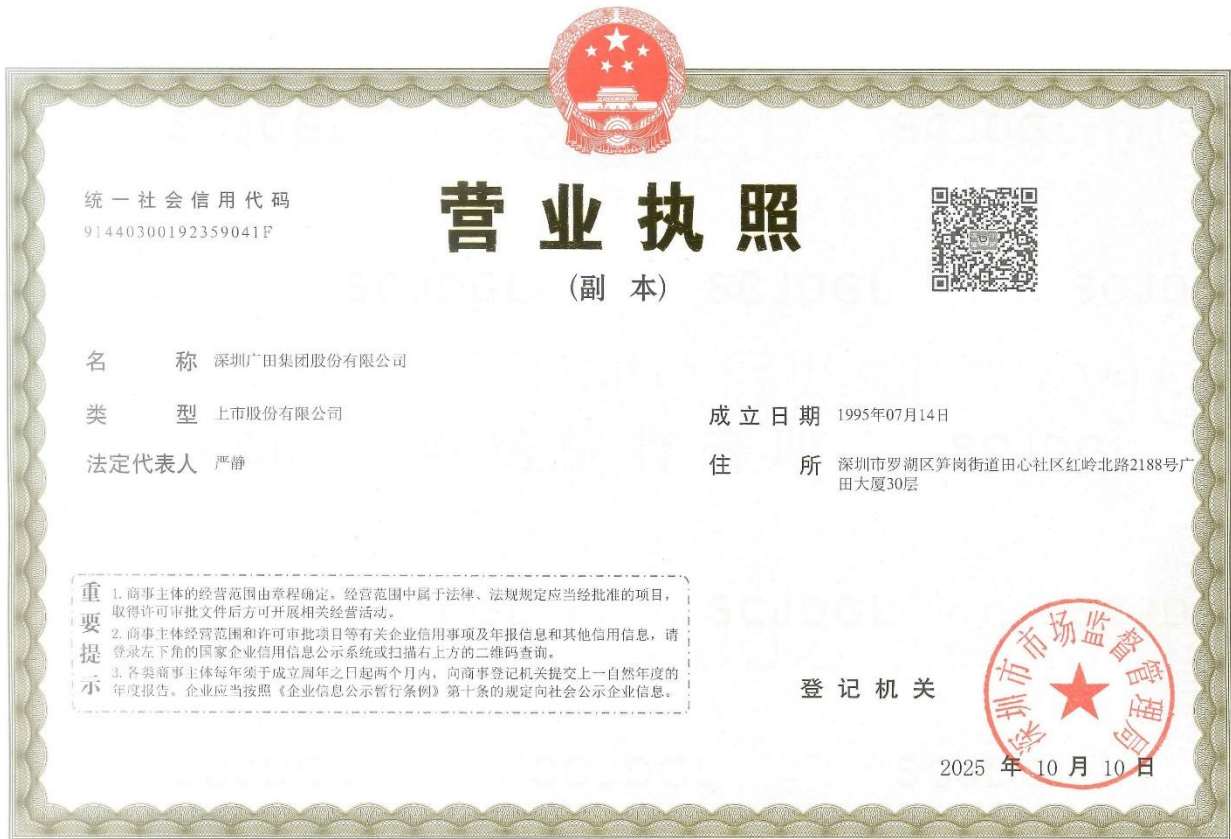 统一社会信用代码
91440300192359041F
营业执照
(副 本)
名 称 深圳广田集团股份有限公司
类 型 上市股份有限公司
法定代表人 严静
成立日期 1995年07月14日
住 所 深圳市罗湖区笋岗街道田心社区红岭北路2188号广
田大厦30层
重要提示
1. 商事主体的经营范围由章程确定。经营范围中属于法律、法规规定应当经批准的项目，
取得许可审批文件后方可开展相关经营活动。
2. 商事主体经营范围和许可审批项目等有关企业信用事项及年报信息和其他信用信息，请
登录左下角的国家企业信用信息公示系统或扫描右上方的二维码查询。
3. 各类商事主体每年须于成立周年之日起两个月内，向商事登记机关提交上一自然年度的
年度报告。企业应当按照《企业信息公示暂行条例》第十条的规定向社会公示企业信息。
登记机关
深圳市市场监督管理局
2025 年 10 月 10 日